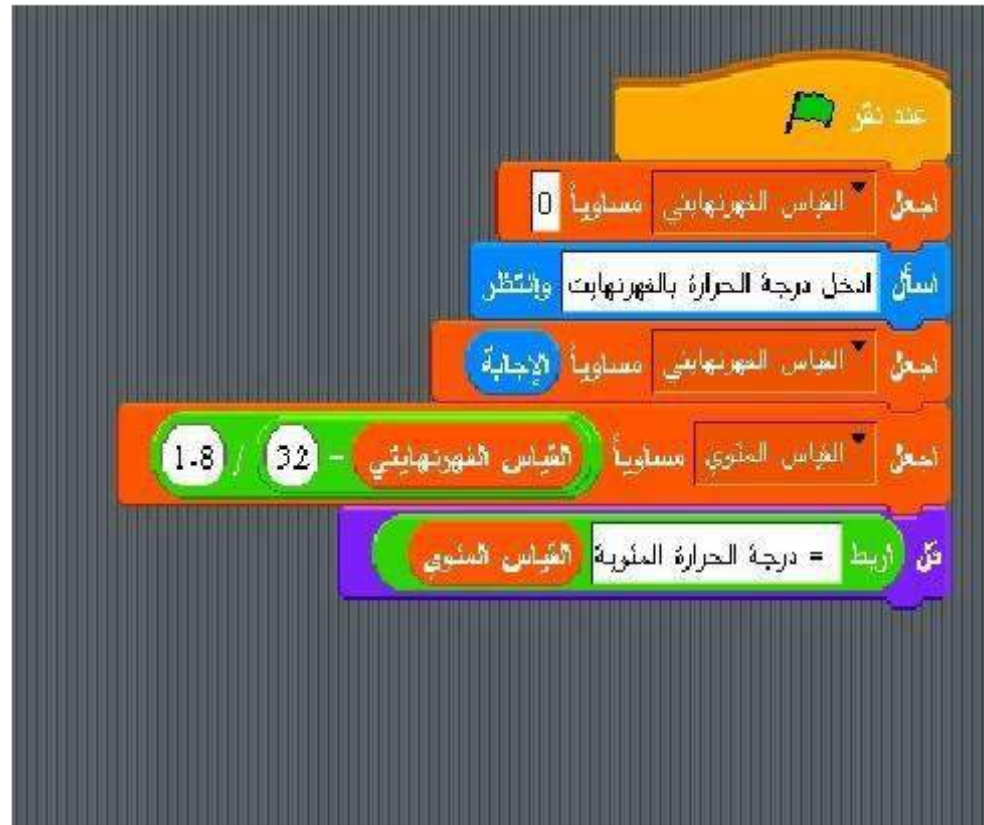 عند نقر
اجعل القياس الفهرنهايتي مساوياً 0
اسأل ادخل درجة الحرارة بالفهرنهايت وانتظر
اجعل القياس الفهرنهايتي مساوياً الإجابة
اجعل القياس المئوي مساوياً القياس الفهرنهايتي - 32 / 1.8
قل اربط = درجة الحرارة المئوية القياس المئوي